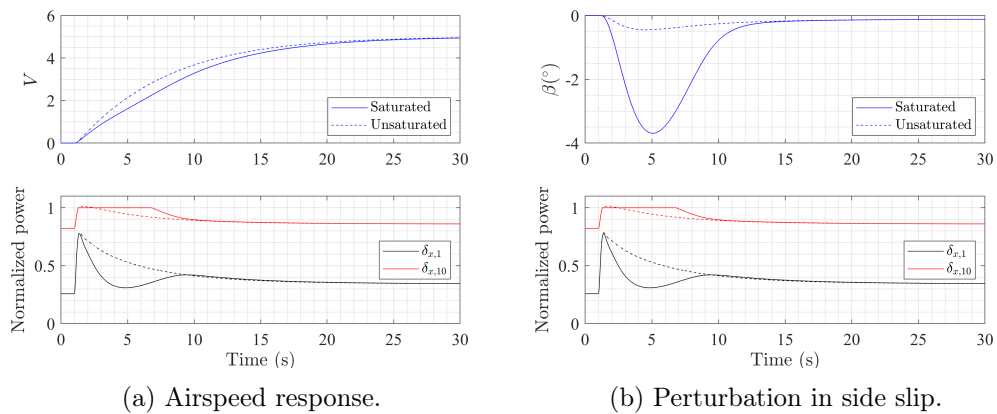 6
4
2
0
V
0 5 10 15 20 25 30
Saturated
Unsaturated
1
0.5
0
Normalized power
δx,1
δx,10
0 5 10 15 20 25 30
Time (s)
(a) Airspeed response.
0
-2
-4
β(°)
0 5 10 15 20 25 30
Saturated
Unsaturated
1
0.5
0
Normalized power
δx,1
δx,10
0 5 10 15 20 25 30
Time (s)
(b) Perturbation in side slip.